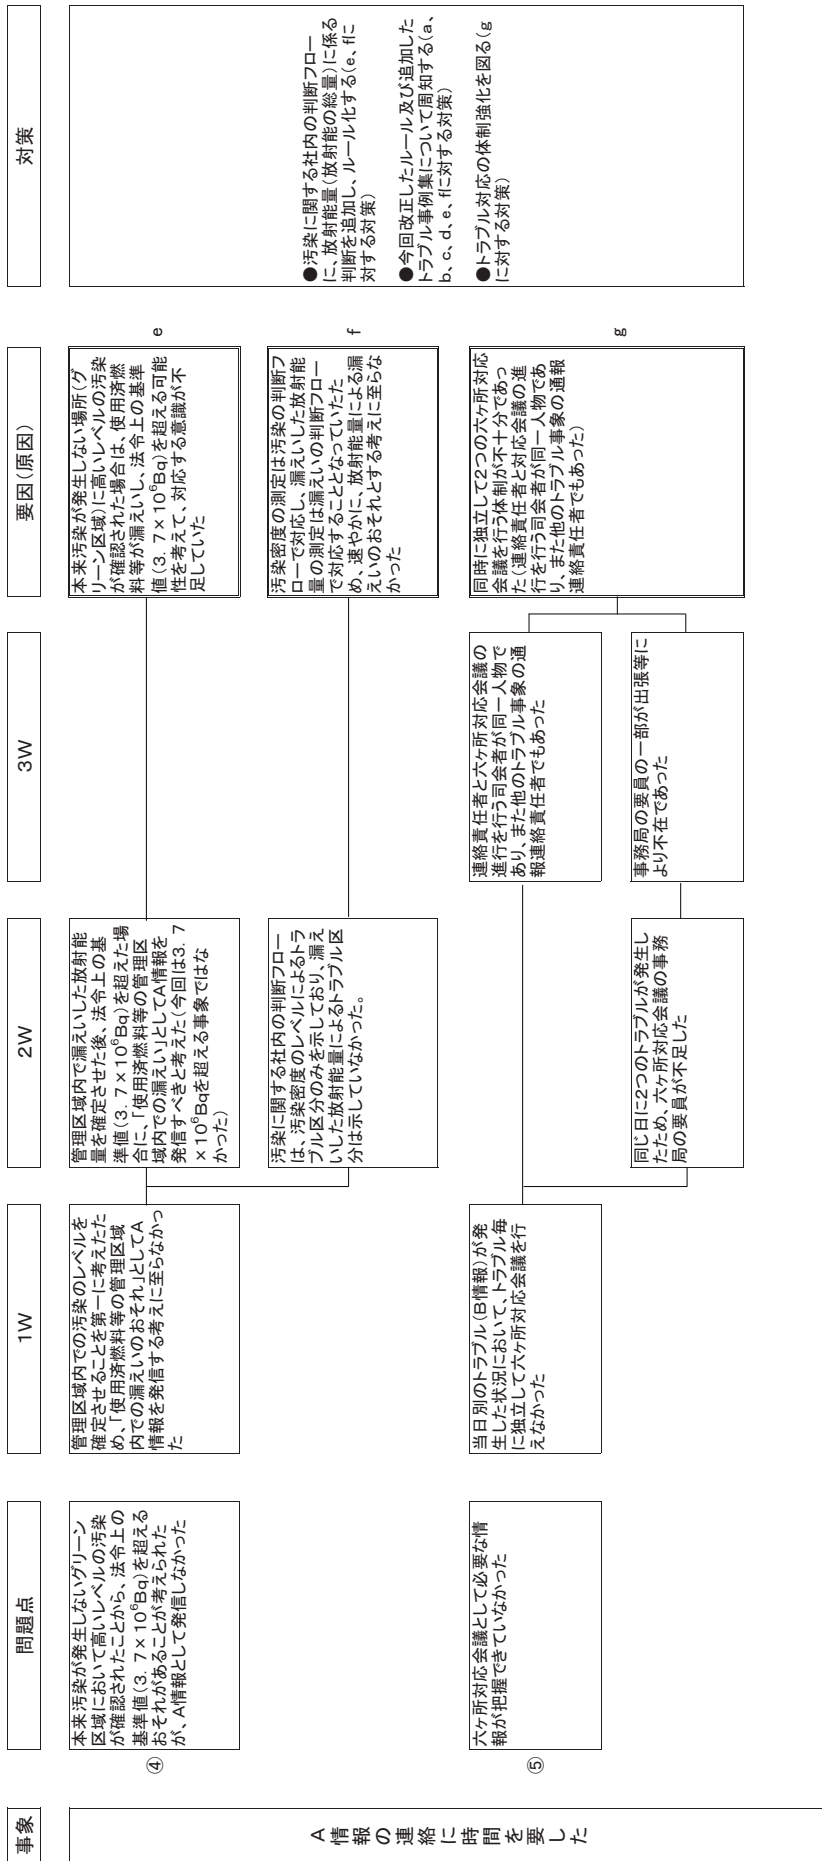 事象
問題点
1W
2W
3W
要因(原因)
対策
A情報の連絡に時間を要した
④
本来汚染が発生しないグリーン
区域において高いレベルの汚染
が確認されたことから、法令上の
基準値(3.7×10⁶Bq)を超える
おそれがあることが考えられた
が、A情報として発信しなかった
管理区域内での汚染のレベルを
確定させることを第一に考えたた
め、「使用済燃料等の管理区域
内での漏えいのおそれ」としてA
情報を発信する考えに至らなかっ
た
管理区域内で漏えいした放射能
量を確定させた後、法令上の基
準値(3.7×10⁶Bq)を超えた場
合に、「使用済燃料等の管理区
域内での漏えい」としてA情報を
発信すべきと考えた(今回は3.7
×10⁶Bqを超える事象ではな
かった)
本来汚染が発生しない場所(グ
リーン区域)に高いレベルの汚染
が確認された場合は、使用済燃
料等が漏えいし、法令上の基準
値(3.7×10⁶Bq)を超える可能
性を考えて、対応する意識が不
足していた
e
汚染に関する社内の判断フロー
は、汚染密度のレベルによるトラ
ブル区分のみを示しており、漏え
いした放射能量によるトラブル区
分は示していなかった。
汚染密度の測定は汚染の判断フ
ローで対応し、漏えいした放射能
量の測定は漏えいの判断フロー
で対応することとなっていたた
め、速やかに、放射能量による漏
えいのおそれとする考えに至らな
かった
f
⑤
六ヶ所対応会議として必要な情
報が把握できていなかった
当日別のトラブル(B情報)が発
生した状況において、トラブル毎
に独立して六ヶ所対応会議を行
えなかった
連絡責任者と六ヶ所対応会議の
進行を行う司会者が同一人物で
あり、また他のトラブル事象の通
報連絡責任者でもあった
同じ日に2つのトラブルが発生し
たため、六ヶ所対応会議の事務
局の要員が不足した
事務局の要員の一部が出張等に
より不在であった
同時に独立して2つの六ヶ所対応
会議を行う体制が不十分であっ
た(連絡責任者と対応会議の進
行を行う司会者が同一人物であ
り、また他のトラブル事象の通報
連絡責任者でもあった)
g
●汚染に関する社内の判断フロー
に、放射能量(放射能の総量)に係る
判断を追加し、ルール化する(e、fに
対する対策)
●今回改正したルール及び追加した
トラブル事例集について周知する(a、
b、c、d、e、fに対する対策)
●トラブル対応の体制強化を図る(g
に対する対策)